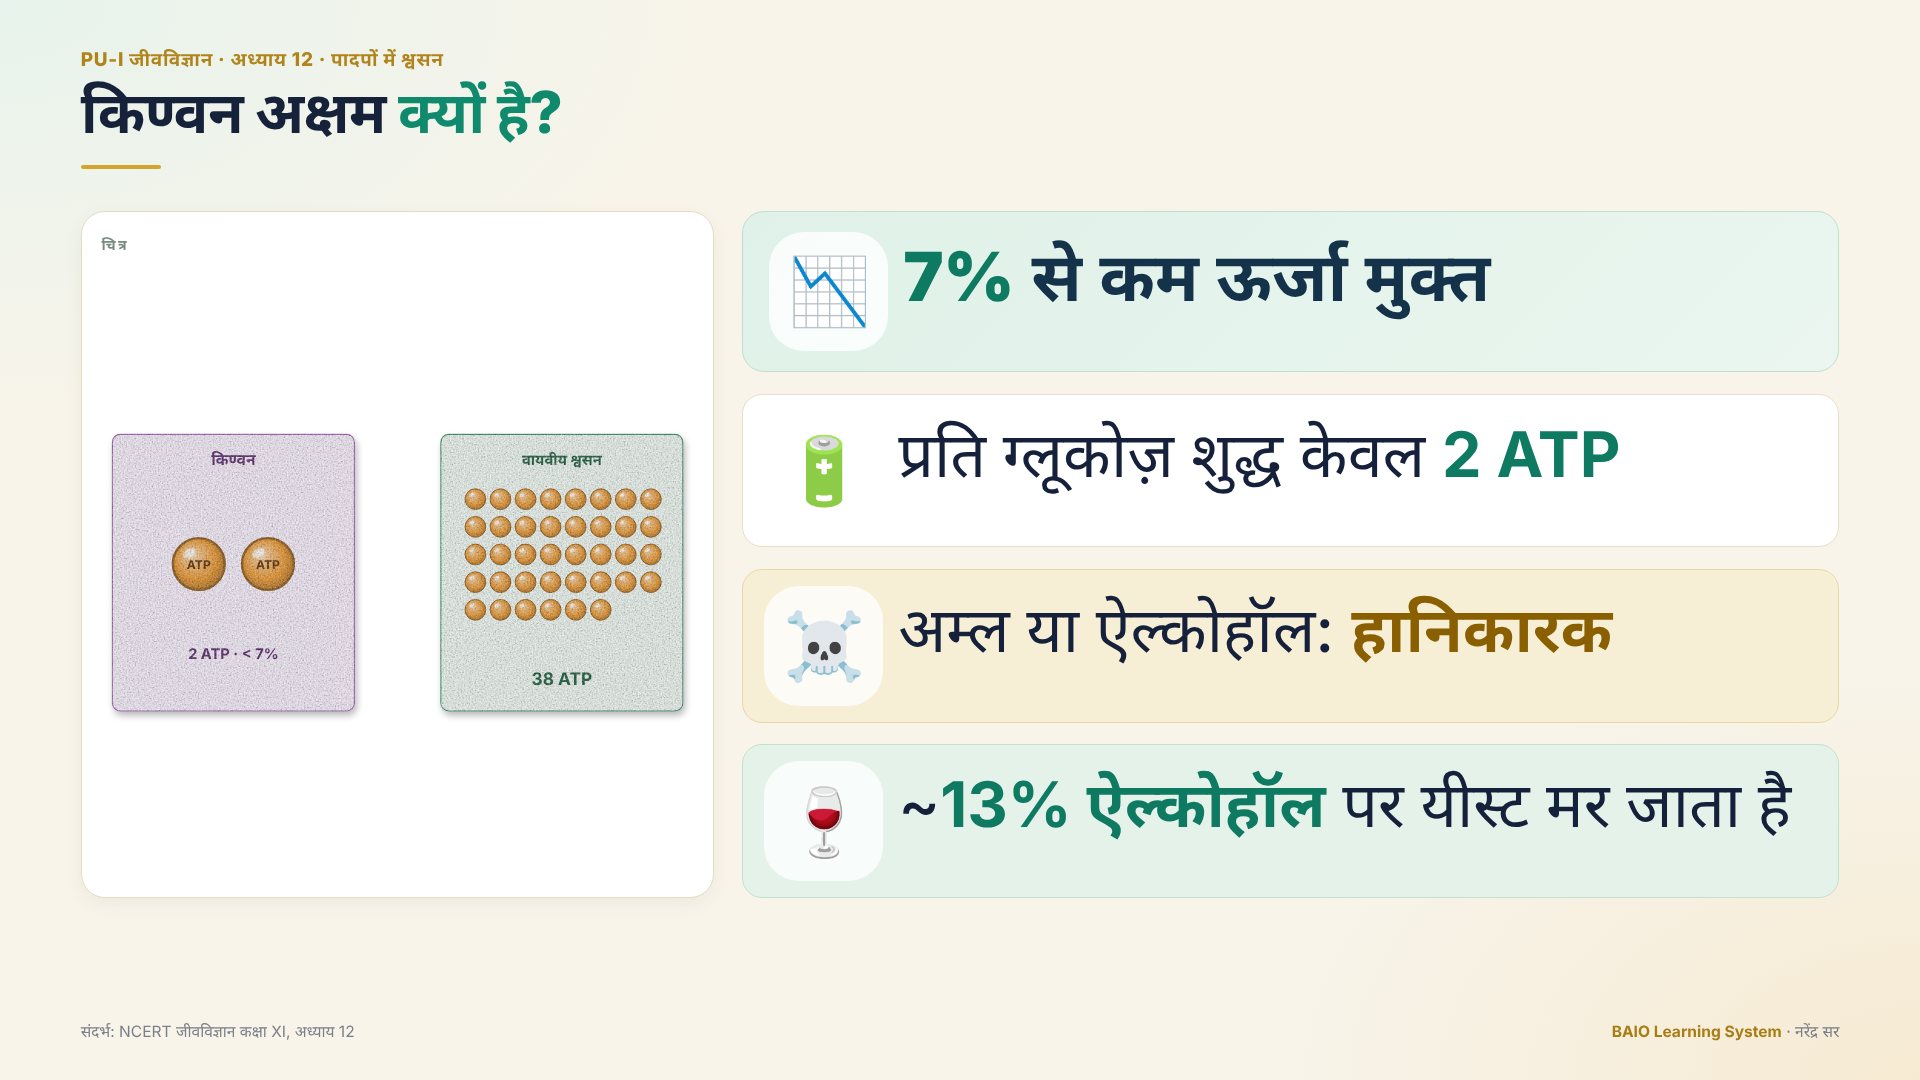 PU-I जीवविज्ञान · अध्याय 12 · पादपों में श्वसन
किण्वन अक्षम क्यों है?
चित्र
किण्वन
ATP ATP
2 ATP · < 7%
वायवीय श्वसन
38 ATP
7% से कम ऊर्जा मुक्त
प्रति ग्लूकोज़ शुद्ध केवल 2 ATP
अम्ल या ऐल्कोहॉल: हानिकारक
~13% ऐल्कोहॉल पर यीस्ट मर जाता है
संदर्भ: NCERT जीवविज्ञान कक्षा XI, अध्याय 12
BAIO Learning System · नरेंद्र सर